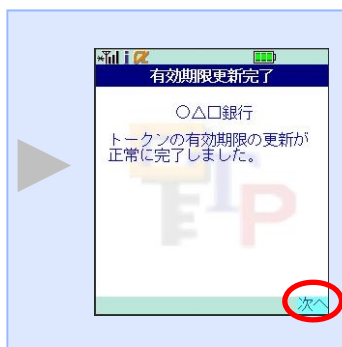 有効期限更新完了
○△□銀行
トークンの有効期限の更新が
正常に完了しました。
TP
次へ